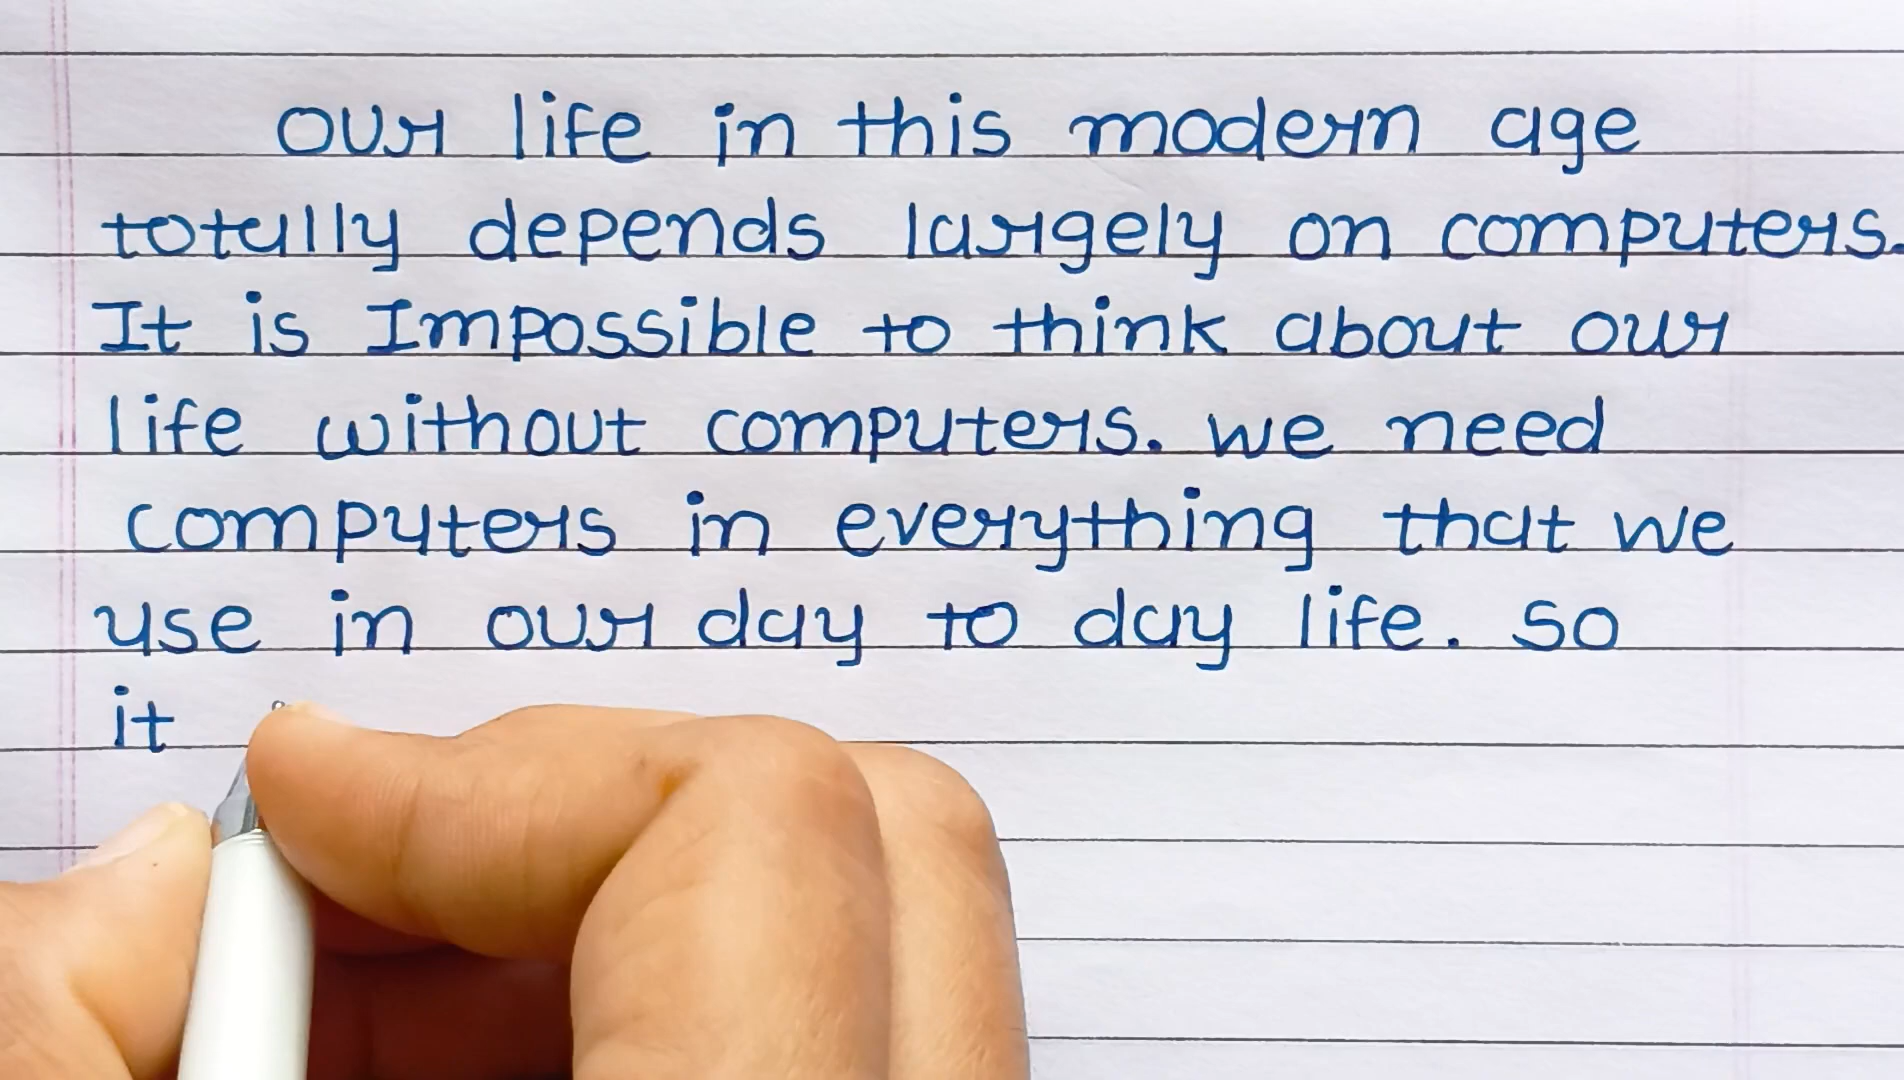 Our life in this modern age
totally depends largely on computers.
It is Impossible to think about our
life without computers. we need
computers in everything that we
use in our day to day life. So
it